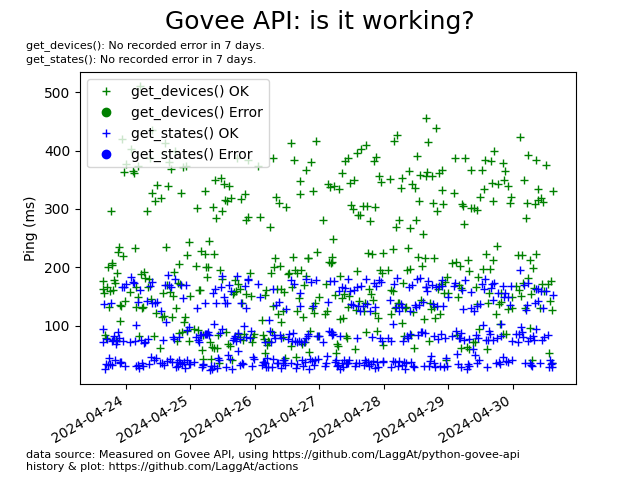 Govee API: is it working?
get_devices(): No recorded error in 7 days.
get_states(): No recorded error in 7 days.
get_devices() OK
get_devices() Error
get_states() OK
get_states() Error
Ping (ms)
500
400
300
200
100
2024-04-24
2024-04-25
2024-04-26
2024-04-27
2024-04-28
2024-04-29
2024-04-30
data source: Measured on Govee API, using https://github.com/LaggAt/python-govee-api
history & plot: https://github.com/LaggAt/actions